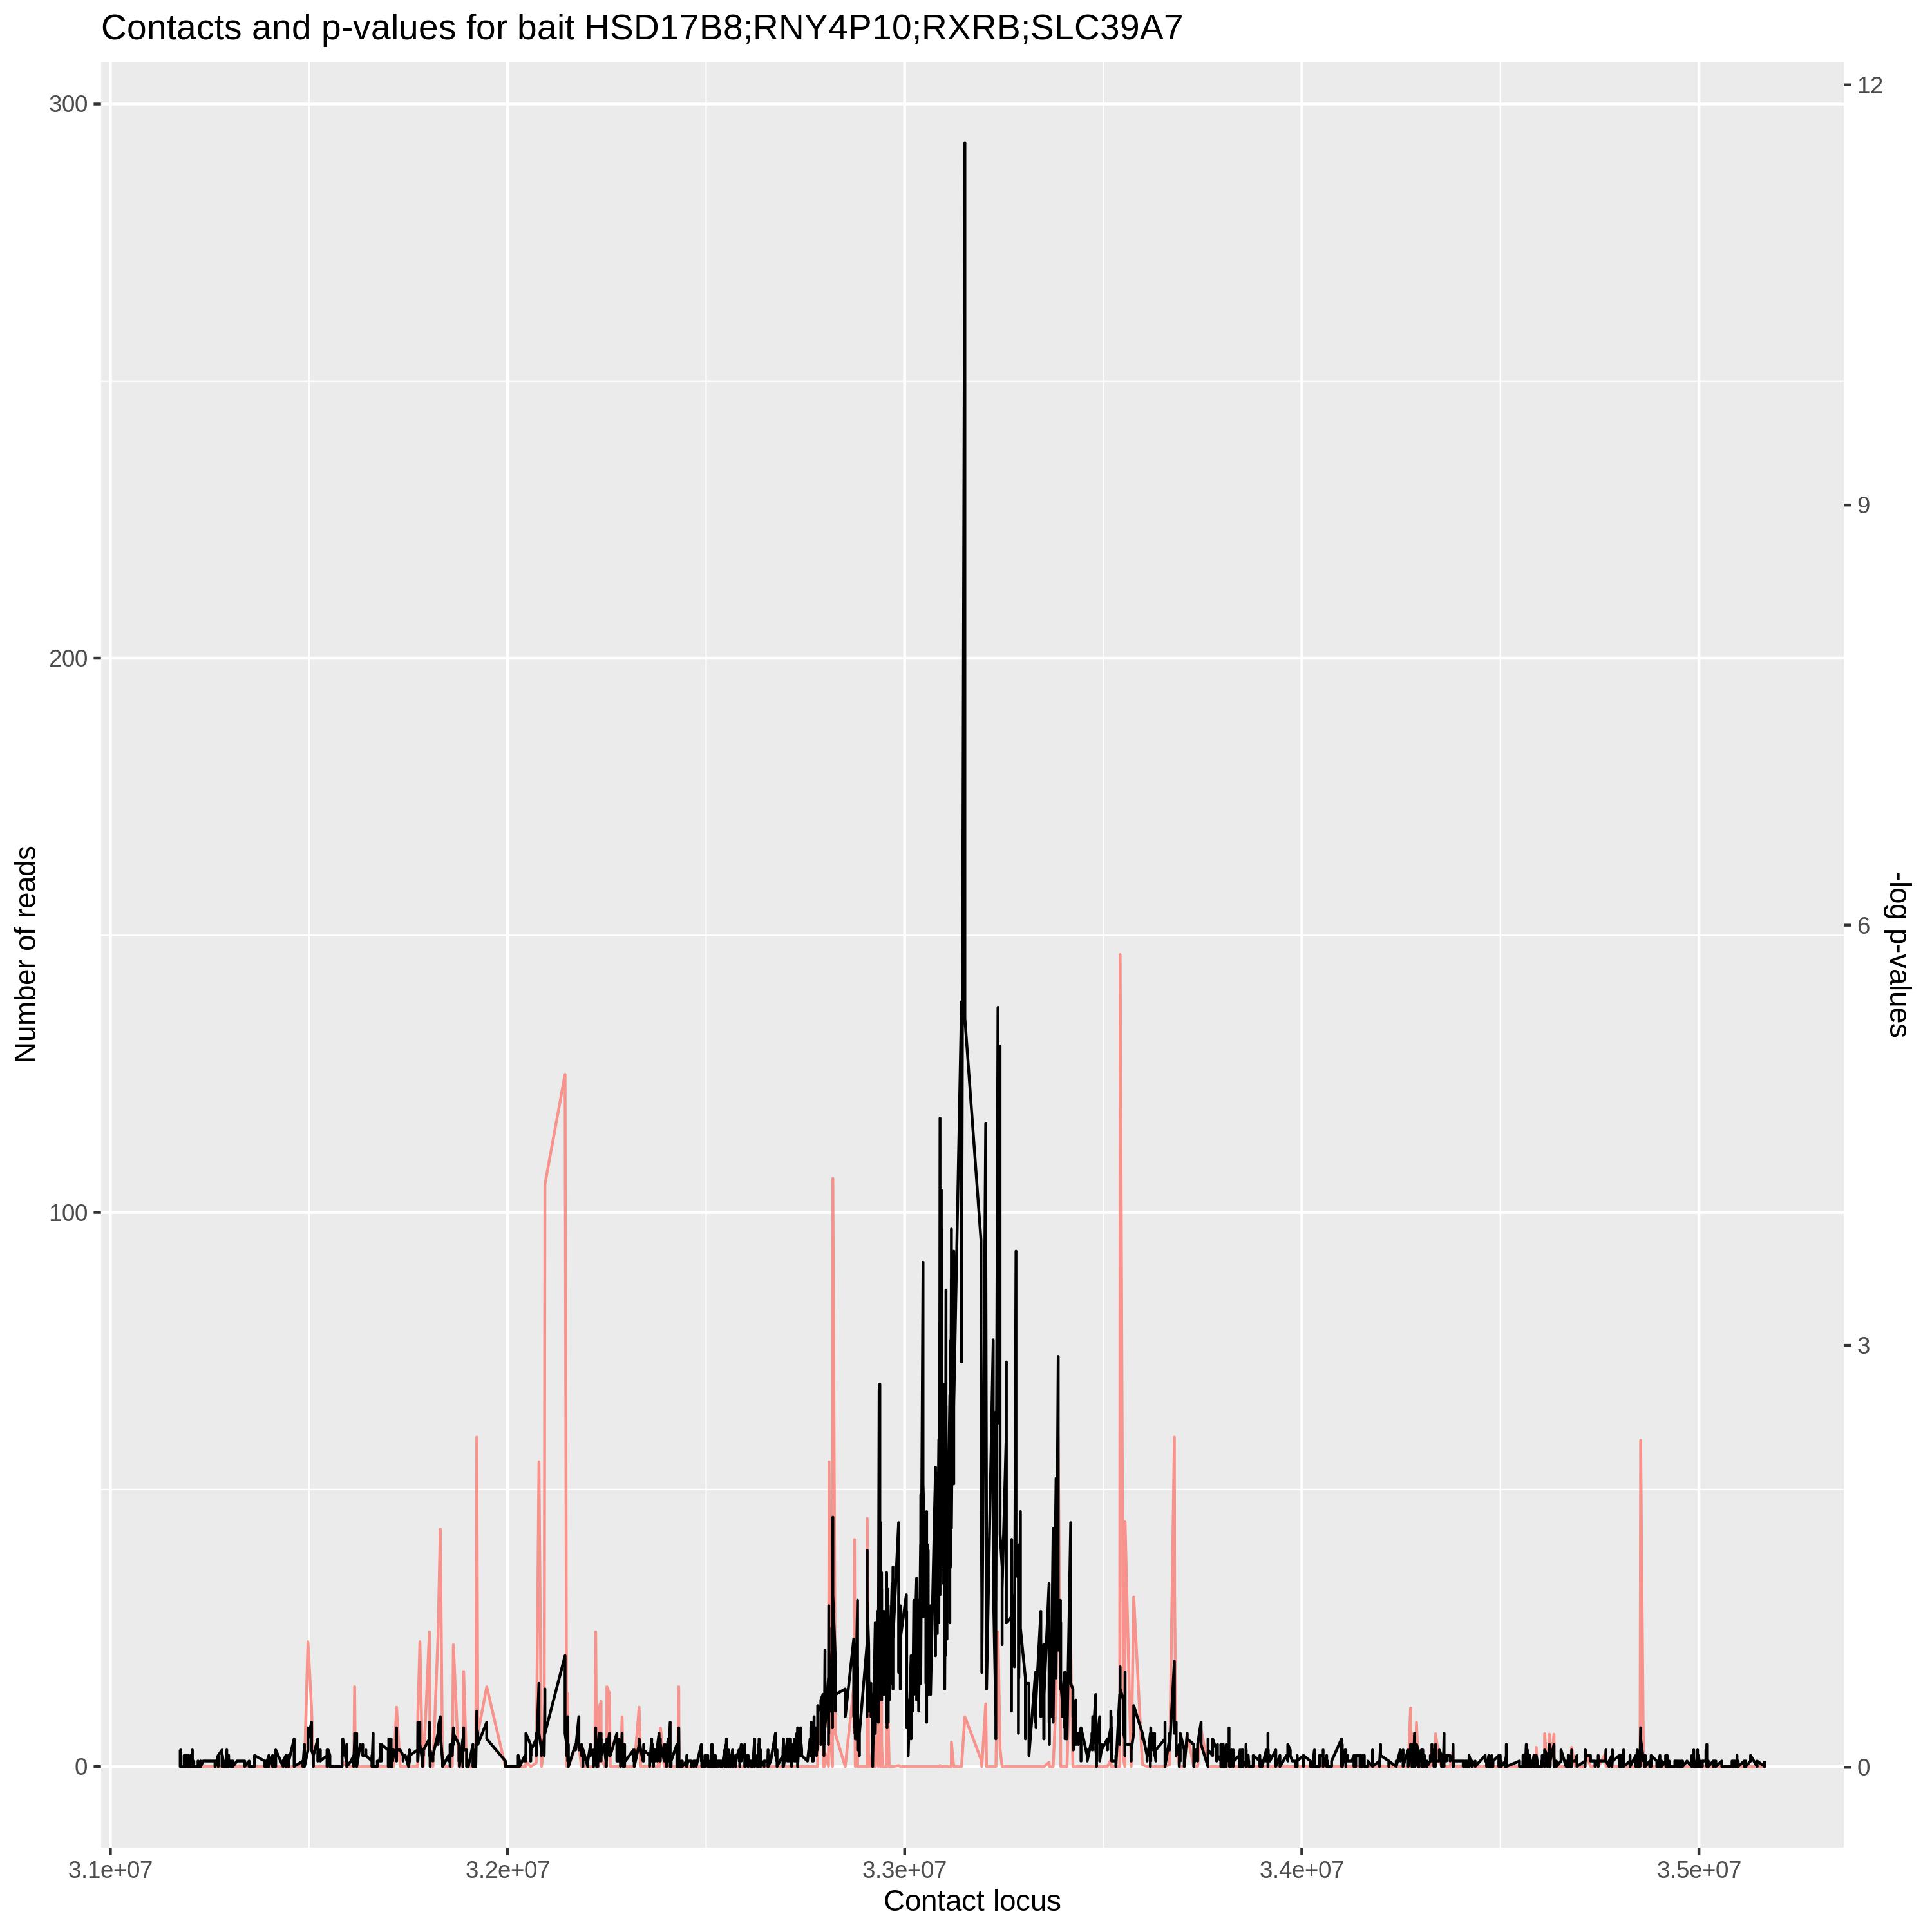 Contacts and p-values for bait HSD17B8;RNY4P10;RXRB;SLC39A7
300
200
100
0
Number of reads
12
9
6
3
0
-log p-values
3.1e+07
3.2e+07
3.3e+07
3.4e+07
3.5e+07
Contact locus